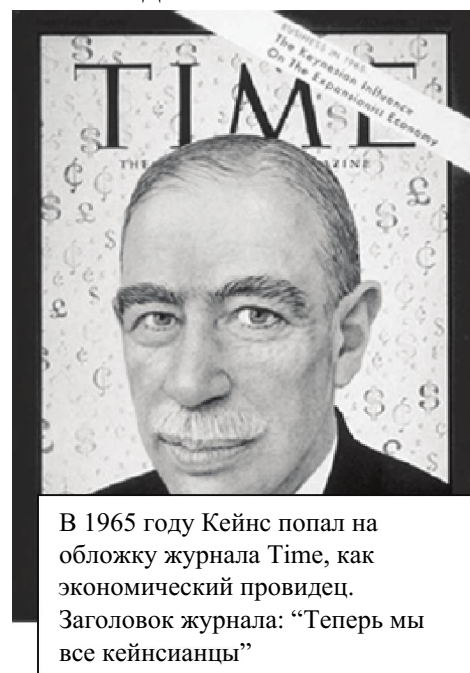 BUSINESS IN 1965
The Keynesian Influence
On The Expansionist Economy
TIME
THE
AZINE
В 1965 году Кейнс попал на
обложку журнала Time, как
экономический провидец.
Заголовок журнала: “Теперь мы
все кейнсианцы”